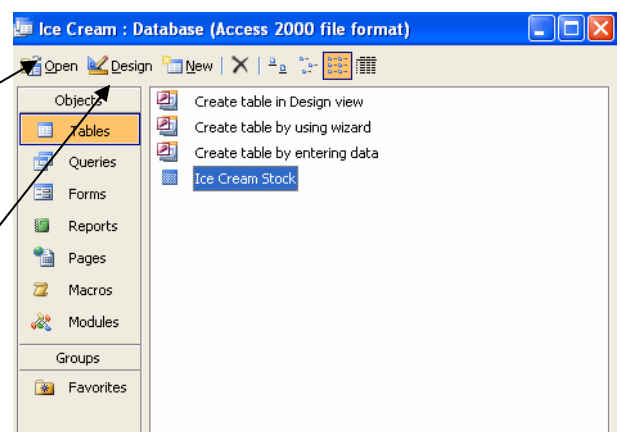 Ice Cream : Database (Access 2000 file format)
Open Design New
Objects
Tables
Queries
Forms
Reports
Pages
Macros
Modules
Groups
Favorites
Create table in Design view
Create table by using wizard
Create table by entering data
Ice Cream Stock